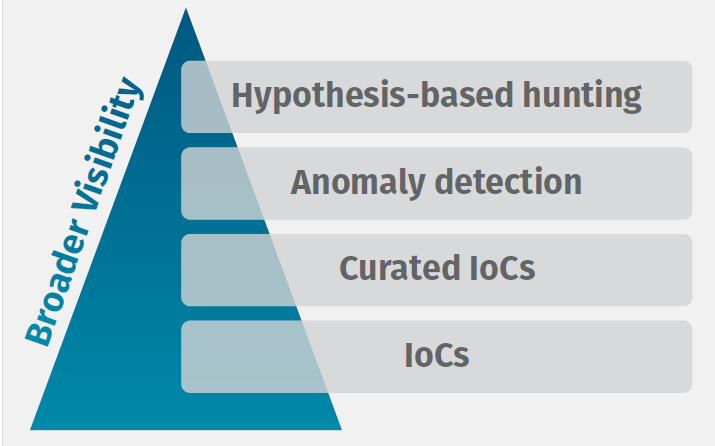 Broader Visibility
Hypothesis-based hunting
Anomaly detection
Curated IoCs
IoCs